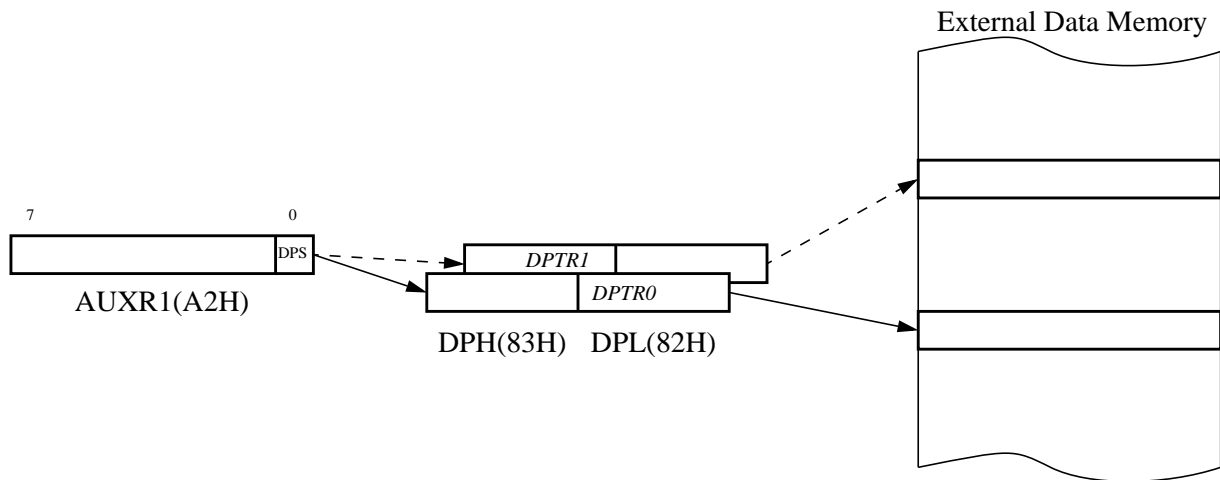 External Data Memory
7 0
DPS
AUXR1(A2H)
DPTR1
DPTR0
DPH(83H) DPL(82H)